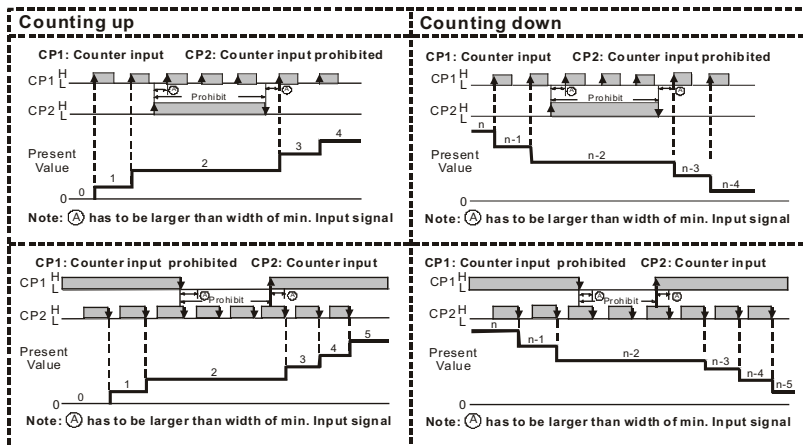 Counting up
CP1: Counter input CP2: Counter input prohibited
CP1 H
L
A A
Prohibit
CP2 H
L
Present
Value
0 0 1 2 3 4
Note: A has to be larger than width of min. Input signal
Counting down
CP1: Counter input CP2: Counter input prohibited
CP1 H
L
A A
Prohibit
CP2 H
L
Present
Value
n n-1 n-2 n-3 n-4
0
Note: A has to be larger than width of min. Input signal
CP1: Counter input prohibited CP2: Counter input
CP1 H
L
A A
Prohibit
CP2 H
L
Present
Value
0 0 1 2 3 4 5
Note: A has to be larger than width of min. Input signal
CP1: Counter input prohibited CP2: Counter input
CP1 H
L
A A
Prohibit
CP2 H
L
Present
Value
n n-1 n-2 n-3 n-4 n-5
0
Note: A has to be larger than width of min. Input signal